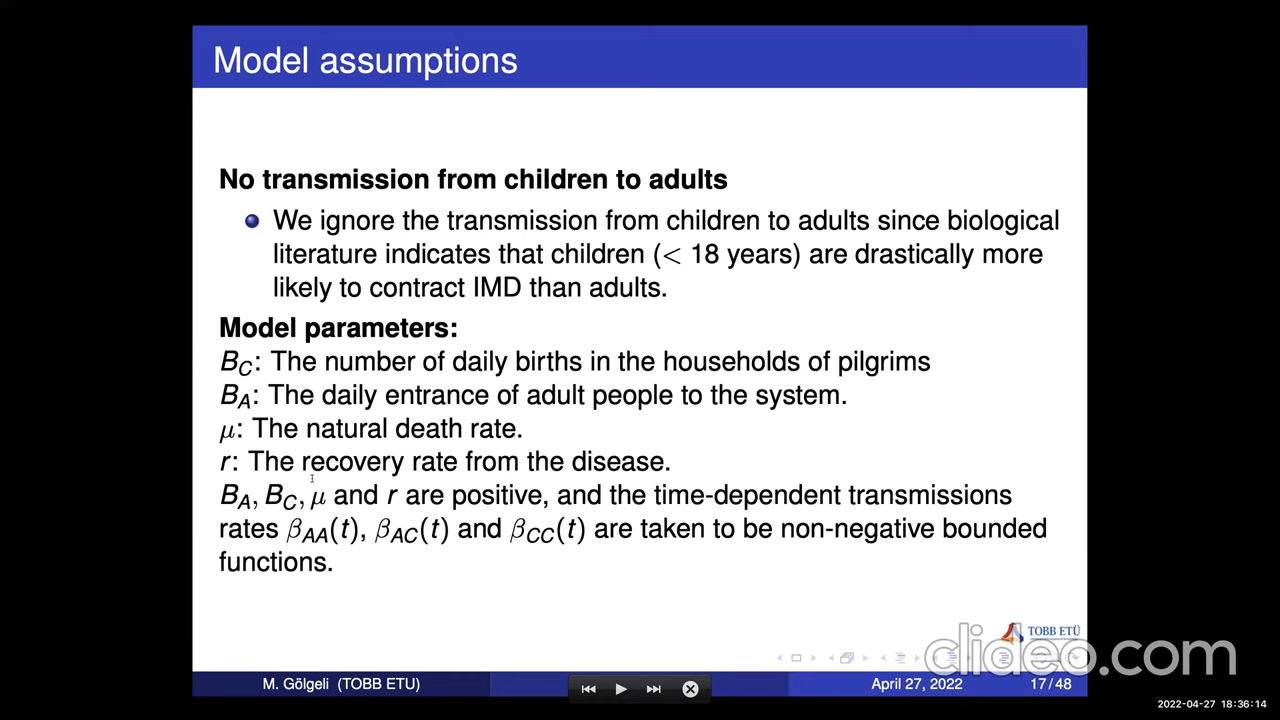 Model assumptions
No transmission from children to adults
We ignore the transmission from children to adults since biological
literature indicates that children (< 18 years) are drastically more
likely to contract IMD than adults.
Model parameters:
B_C: The number of daily births in the households of pilgrims
B_A: The daily entrance of adult people to the system.
μ: The natural death rate.
r: The recovery rate from the disease.
B_A, B_C, μ and r are positive, and the time-dependent transmissions
rates β_AA(t), β_AC(t) and β_CC(t) are taken to be non-negative bounded
functions.
TOBB ETÜ
clideo.com
M. Gölgeli (TOBB ETU)
April 27, 2022
17/48
2022-04-27 18:36:14